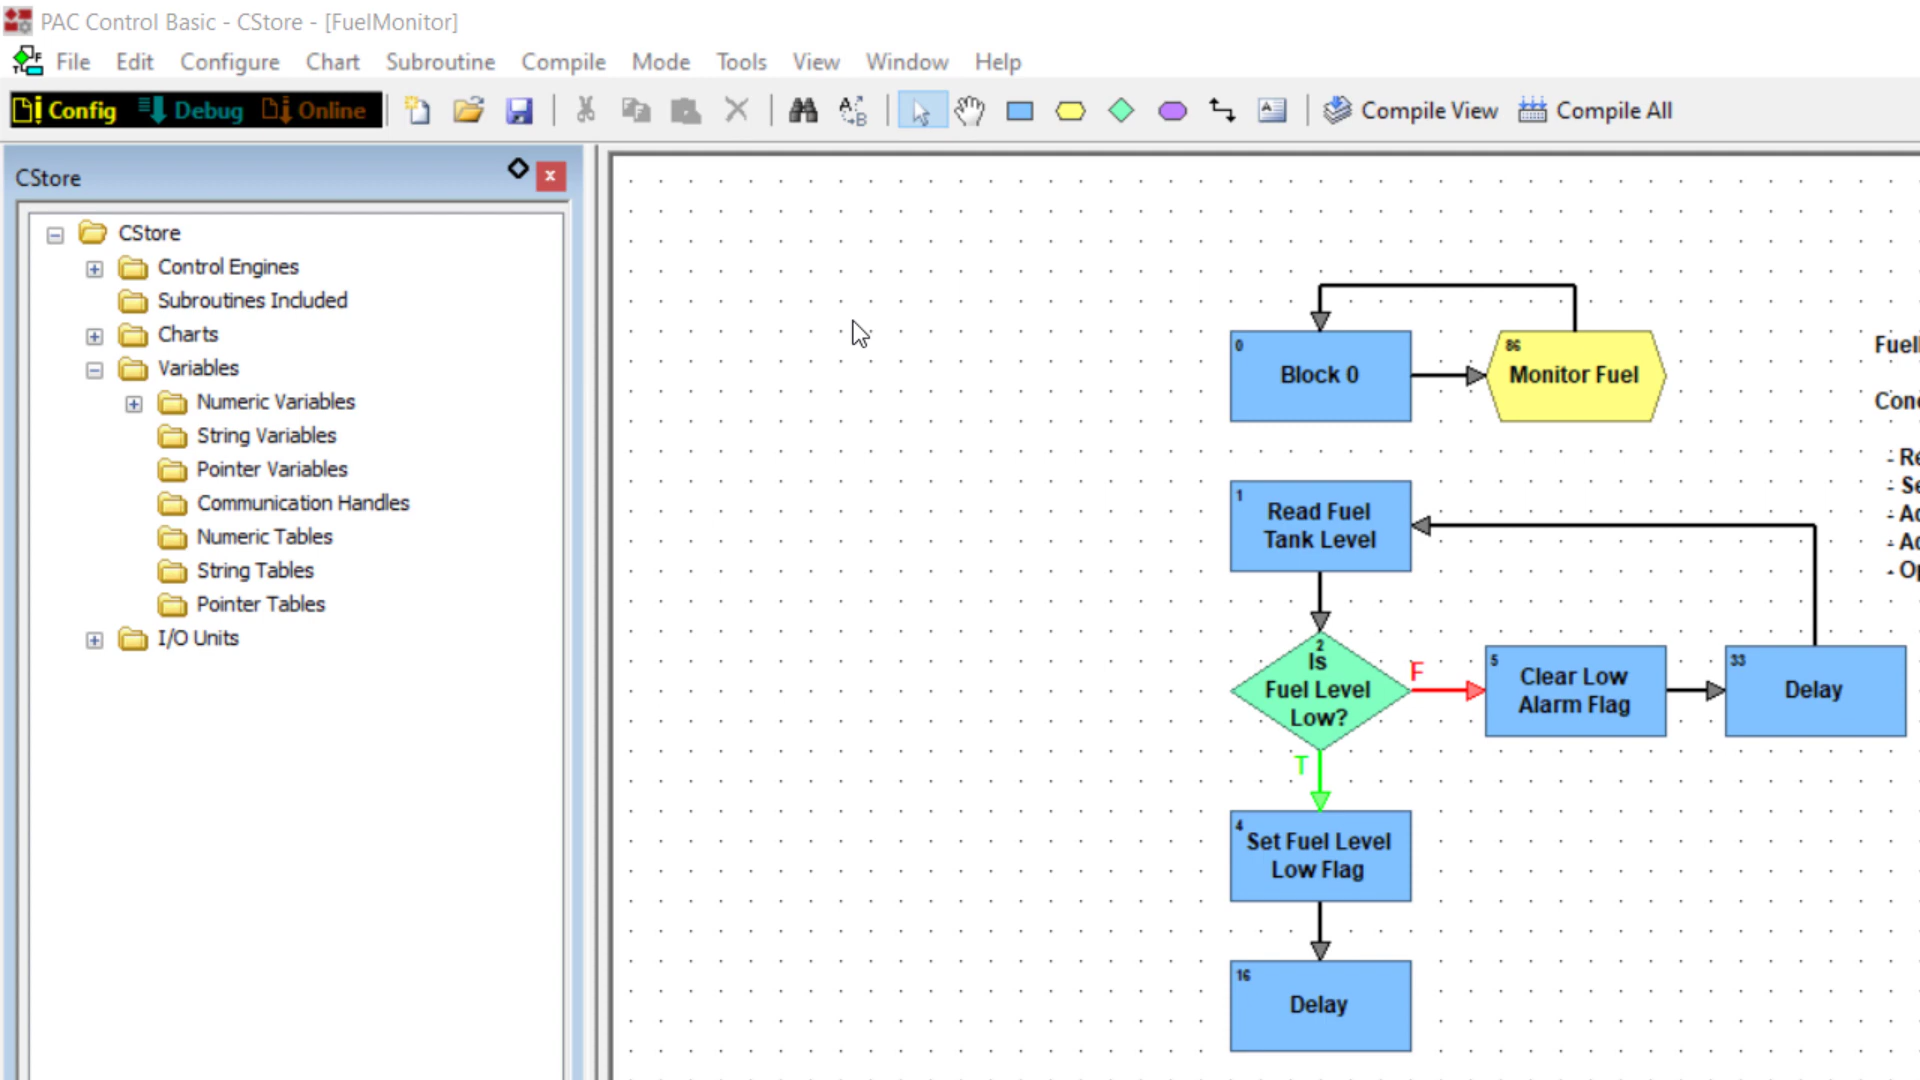 PAC Control Basic - CStore - [FuelMonitor]
File Edit Configure Chart Subroutine Compile Mode Tools View Window Help
Config Debug Online Compile View Compile All
CStore
CStore
Control Engines
Subroutines Included
Charts
Variables
Numeric Variables
String Variables
Pointer Variables
Communication Handles
Numeric Tables
String Tables
Pointer Tables
I/O Units
0
Block 0
86
Monitor Fuel
1
Read Fuel
Tank Level
2
Is
Fuel Level
Low?
F
T
5
Clear Low
Alarm Flag
33
Delay
4
Set Fuel Level
Low Flag
16
Delay